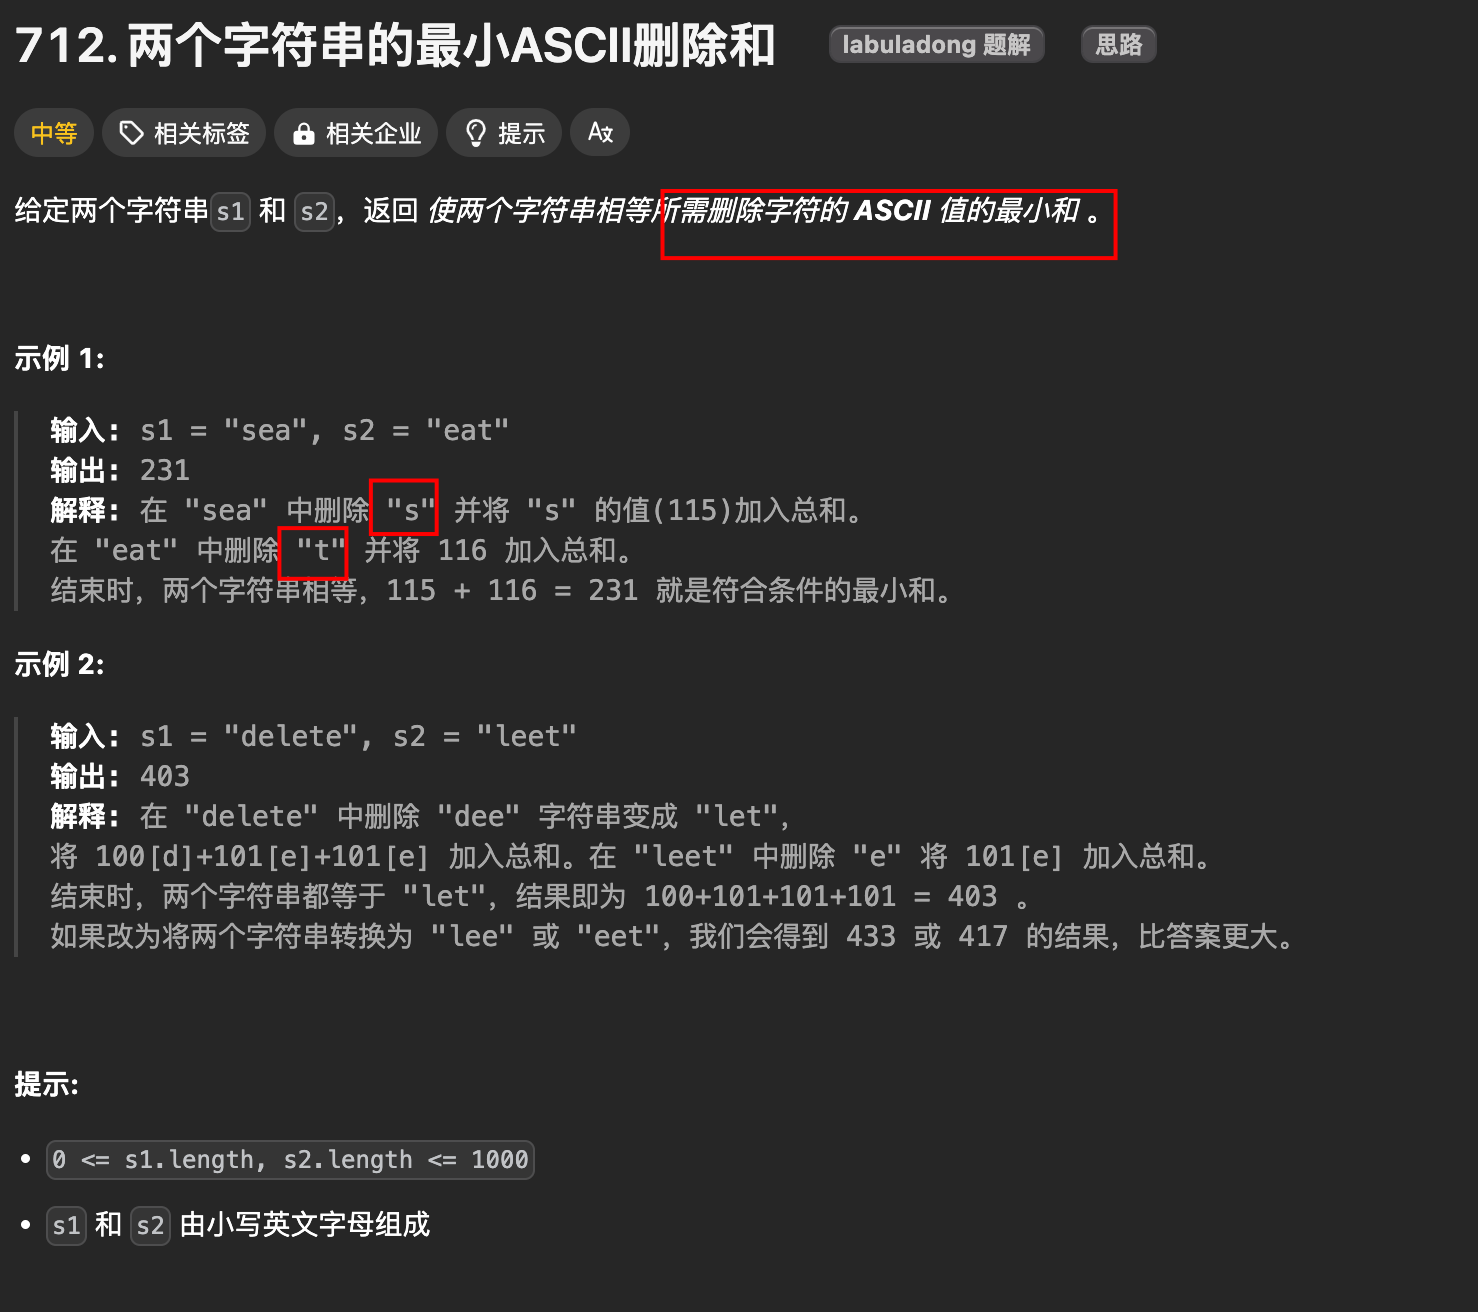 712. 两个字符串的最小ASCII删除和 labuladong 题解 思路
中等 相关标签 相关企业 提示 Aあ
给定两个字符串s1 和 s2，返回 使两个字符串相等所需删除字符的 ASCII 值的最小和 。
示例 1:
输入: s1 = "sea", s2 = "eat"
输出: 231
解释: 在 "sea" 中删除 "s" 并将 "s" 的值(115)加入总和。
在 "eat" 中删除 "t" 并将 116 加入总和。
结束时，两个字符串相等，115 + 116 = 231 就是符合条件的最小和。
示例 2:
输入: s1 = "delete", s2 = "leet"
输出: 403
解释: 在 "delete" 中删除 "dee" 字符串变成 "let"，
将 100[d]+101[e]+101[e] 加入总和。在 "leet" 中删除 "e" 将 101[e] 加入总和。
结束时，两个字符串都等于 "let"，结果即为 100+101+101+101 = 403 。
如果改为将两个字符串转换为 "lee" 或 "eet"，我们会得到 433 或 417 的结果，比答案更大。
提示:
0 <= s1.length, s2.length <= 1000
s1 和 s2 由小写英文字母组成